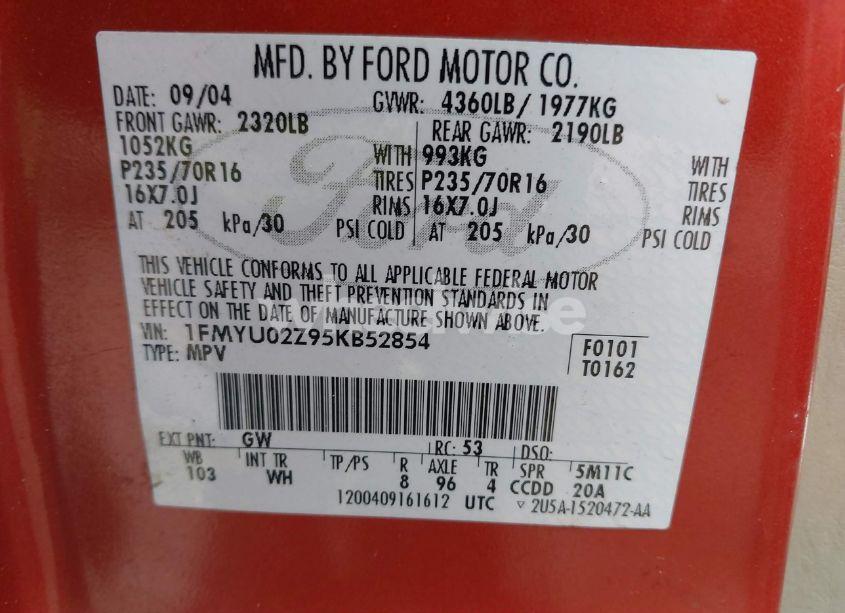 MFD. BY FORD MOTOR CO.
DATE: 09/04 GVWR: 4360LB/ 1977KG
FRONT GAWR: 2320LB REAR GAWR: 2190LB
1052KG WITH 993KG WITH
P235/70R16 TIRES P235/70R16 TIRES
16X7.0J RIMS 16X7.0J RIMS
AT 205 kPa/30 PSI COLD AT 205 kPa/30 PSI COLD
THIS VEHICLE CONFORMS TO ALL APPLICABLE FEDERAL MOTOR
VEHICLE SAFETY AND THEFT PREVENTION STANDARDS IN
EFFECT ON THE DATE OF MANUFACTURE SHOWN ABOVE.
VIN: 1FMYU02Z95KB52854 F0101
TYPE: MPV T0162
EXT PNT: GW RC: 53 DSO:
WB INT TR TP/PS R AXLE TR SPR 5M11C
103 WH 8 96 4 CCDD 20A
1200409161612 UTC ▽ 2U5A-1520472-AA
Ford